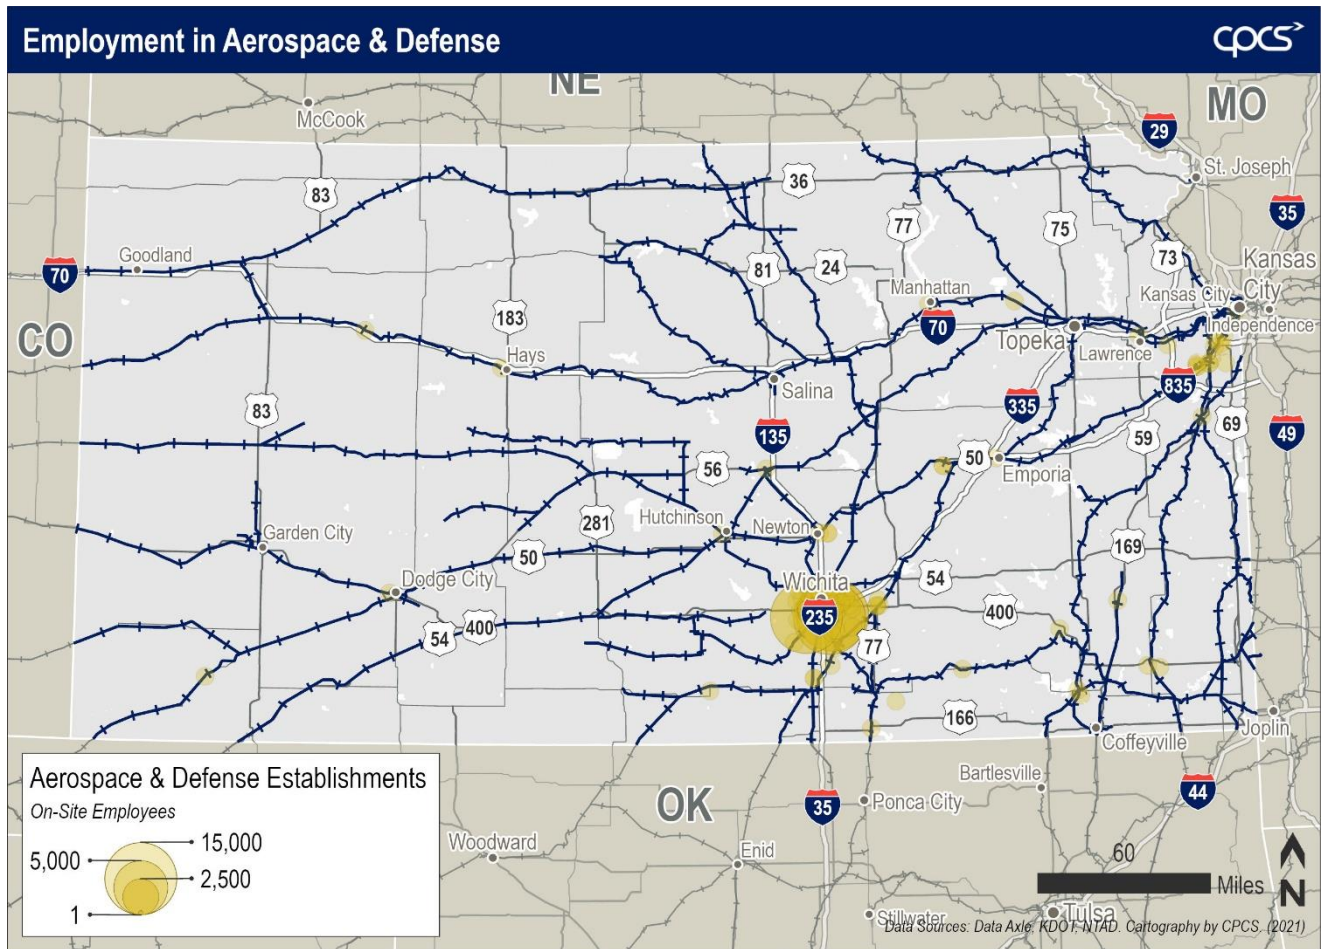 Employment in Aerospace & Defense
cpcs
NE
MO
McCook
29
St. Joseph
83
36
35
77
75
73
Goodland
70
81
24
Kansas
City
Manhattan
Kansas City
Independence
183
70
CO
Topeka
Lawrence
Hays
Salina
835
83
335
135
59
69
49
50
56
Emporia
Hutchinson
Newton
281
169
Garden City
50
Dodge City
Wichita
54
400
235
54
400
77
166
Joplin
Coffeyville
Aerospace & Defense Establishments
On-Site Employees
15,000
5,000
2,500
1
OK
35
Ponca City
Bartlesville
44
Woodward
Enid
60
Miles
N
Stillwater
Tulsa
Data Sources: Data Axle, KDOT, NTAD. Cartography by CPCS. (2021)